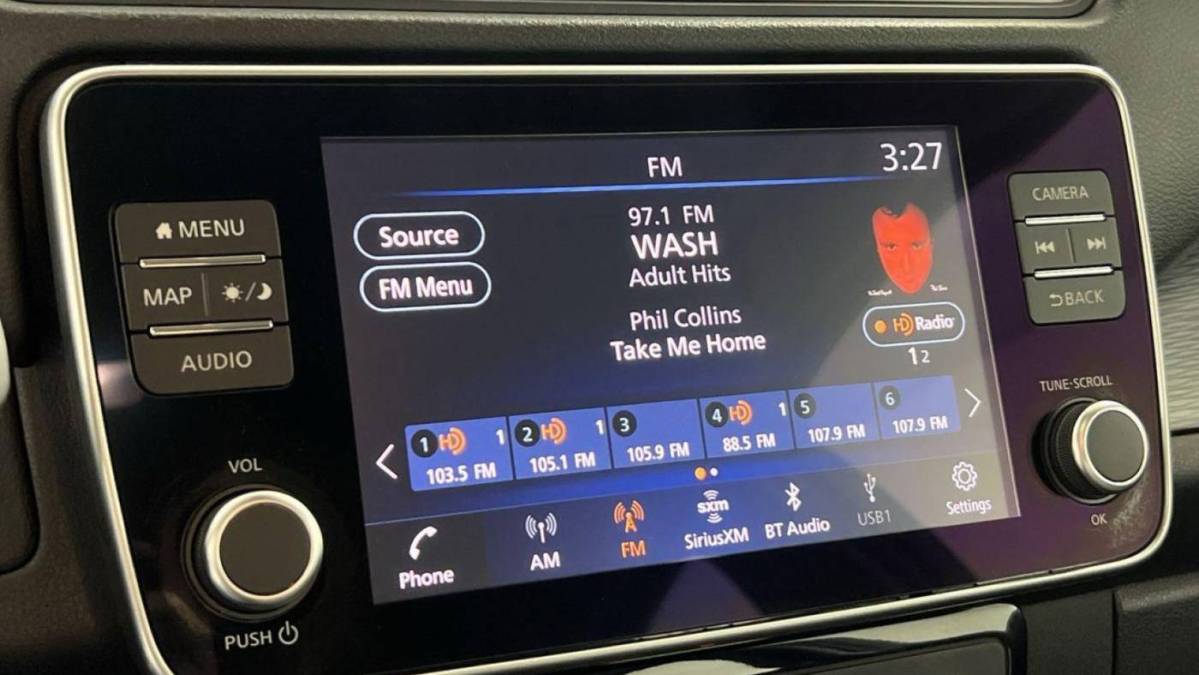 FM
3:27
MENU
MAP
AUDIO
VOL
PUSH
Source
FM Menu
97.1 FM
WASH
Adult Hits
Phil Collins
Take Me Home
HD Radio
1 2
1 HD 1
103.5 FM
2 HD 1
105.1 FM
3
105.9 FM
4 HD 1
88.5 FM
5
107.9 FM
6
107.9 FM
Phone
AM
FM
sxm
SiriusXM
BT Audio
USB1
Settings
CAMERA
BACK
TUNE·SCROLL
OK